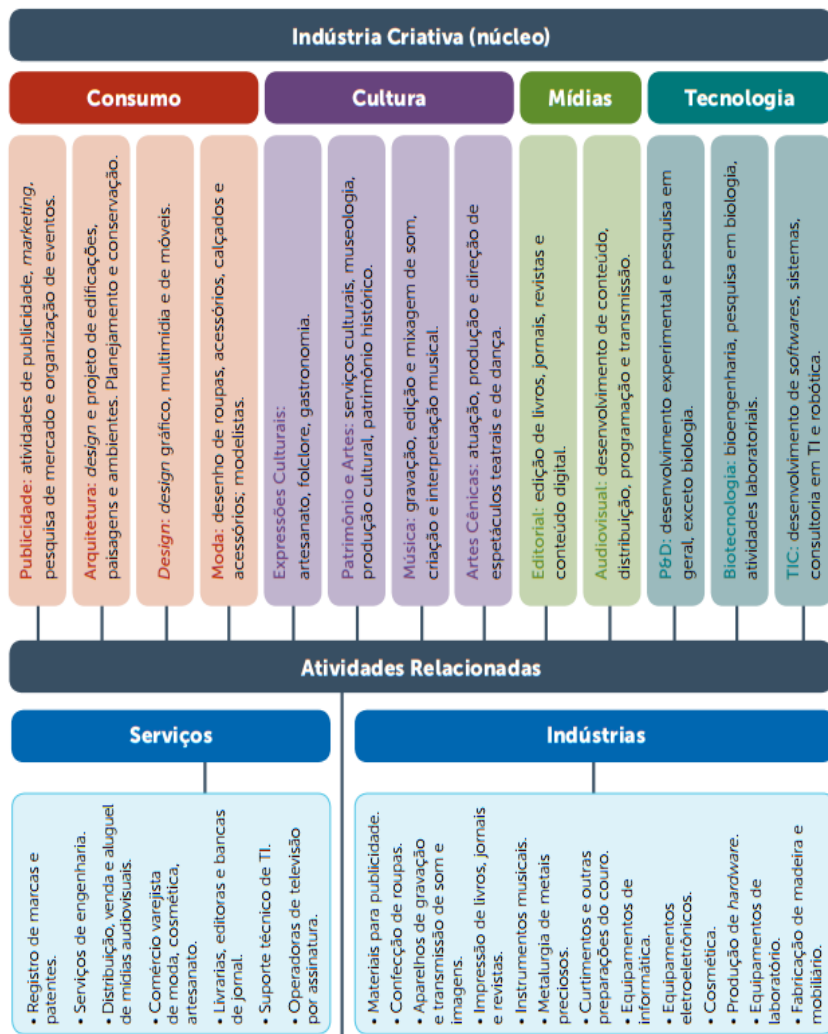 Indústria Criativa (núcleo)
Consumo
Cultura
Mídias
Tecnologia
Publicidade: atividades de publicidade, marketing,
pesquisa de mercado e organização de eventos.
Arquitetura: design e projeto de edificações,
paisagens e ambientes. Planejamento e conservação.
Design: design gráfico, multimídia e de móveis.
Moda: desenho de roupas, acessórios, calçados e
acessórios; modelistas.
Expressões Culturais:
artesanato, folclore, gastronomia.
Patrimônio e Artes: serviços culturais, museologia,
produção cultural, patrimônio histórico.
Música: gravação, edição e mixagem de som,
criação e interpretação musical.
Artes Cênicas: atuação, produção e direção de
espetáculos teatrais e de dança.
Editorial: edição de livros, jornais, revistas e
conteúdo digital.
Audiovisual: desenvolvimento de conteúdo,
distribuição, programação e transmissão.
P&D: desenvolvimento experimental e pesquisa em
geral, exceto biologia.
Biotecnologia: bioengenharia, pesquisa em biologia,
atividades laboratoriais.
TIC: desenvolvimento de softwares, sistemas,
consultoria em TI e robótica.
Atividades Relacionadas
Serviços
• Registro de marcas e
patentes.
• Serviços de engenharia.
• Distribuição, venda e aluguel
de mídias audiovisuais.
• Comércio varejista
de moda, cosmética,
artesanato.
• Livrarias, editoras e bancas
de jornal.
• Suporte técnico de TI.
• Operadoras de televisão
por assinatura.
Indústrias
• Materiais para publicidade.
• Confecção de roupas.
• Aparelhos de gravação
e transmissão de som e
imagens.
• Impressão de livros, jornais
e revistas.
• Instrumentos musicais.
• Metalurgia de metais
preciosos.
• Curtimentos e outras
preparações do couro.
• Equipamentos de
informática.
• Equipamentos
eletroeletrônicos.
• Cosmética.
• Produção de hardware.
• Equipamentos de
laboratório.
• Fabricação de madeira e
mobiliário.